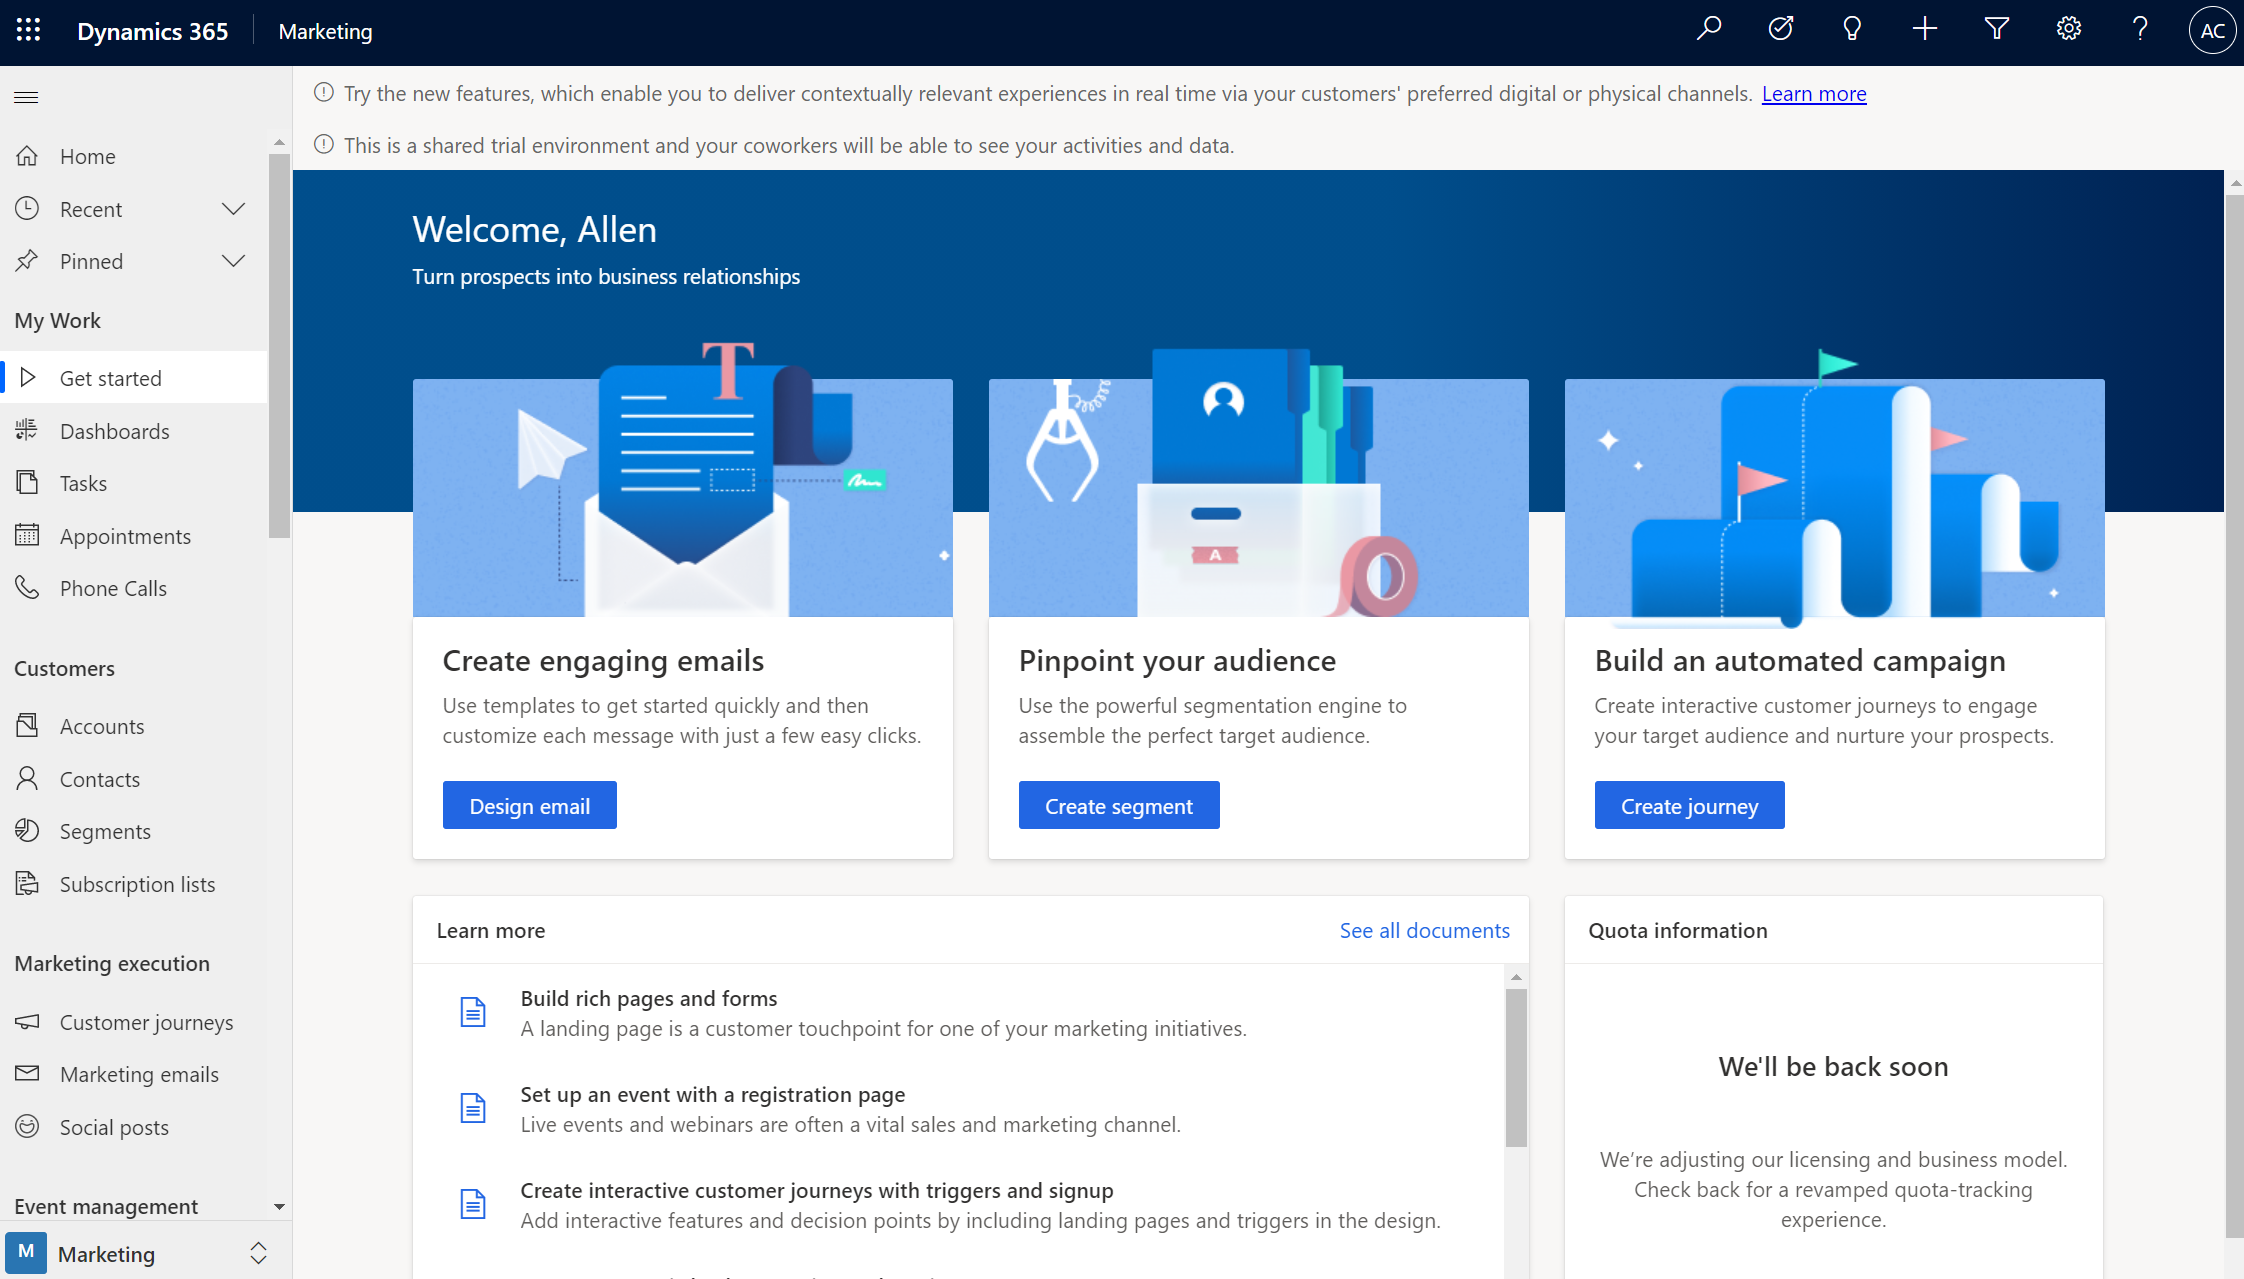 Dynamics 365
Marketing
AC
Try the new features, which enable you to deliver contextually relevant experiences in real time via your customers' preferred digital or physical channels. Learn more
This is a shared trial environment and your coworkers will be able to see your activities and data.
Home
Recent
Pinned
My Work
Get started
Dashboards
Tasks
Appointments
Phone Calls
Customers
Accounts
Contacts
Segments
Subscription lists
Marketing execution
Customer journeys
Marketing emails
Social posts
Event management
M
Marketing
Welcome, Allen
Turn prospects into business relationships
T
A
Create engaging emails
Use templates to get started quickly and then
customize each message with just a few easy clicks.
Design email
Pinpoint your audience
Use the powerful segmentation engine to
assemble the perfect target audience.
Create segment
Build an automated campaign
Create interactive customer journeys to engage
your target audience and nurture your prospects.
Create journey
Learn more
See all documents
Build rich pages and forms
A landing page is a customer touchpoint for one of your marketing initiatives.
Set up an event with a registration page
Live events and webinars are often a vital sales and marketing channel.
Create interactive customer journeys with triggers and signup
Add interactive features and decision points by including landing pages and triggers in the design.
Quota information
We'll be back soon
We’re adjusting our licensing and business model.
Check back for a revamped quota-tracking
experience.